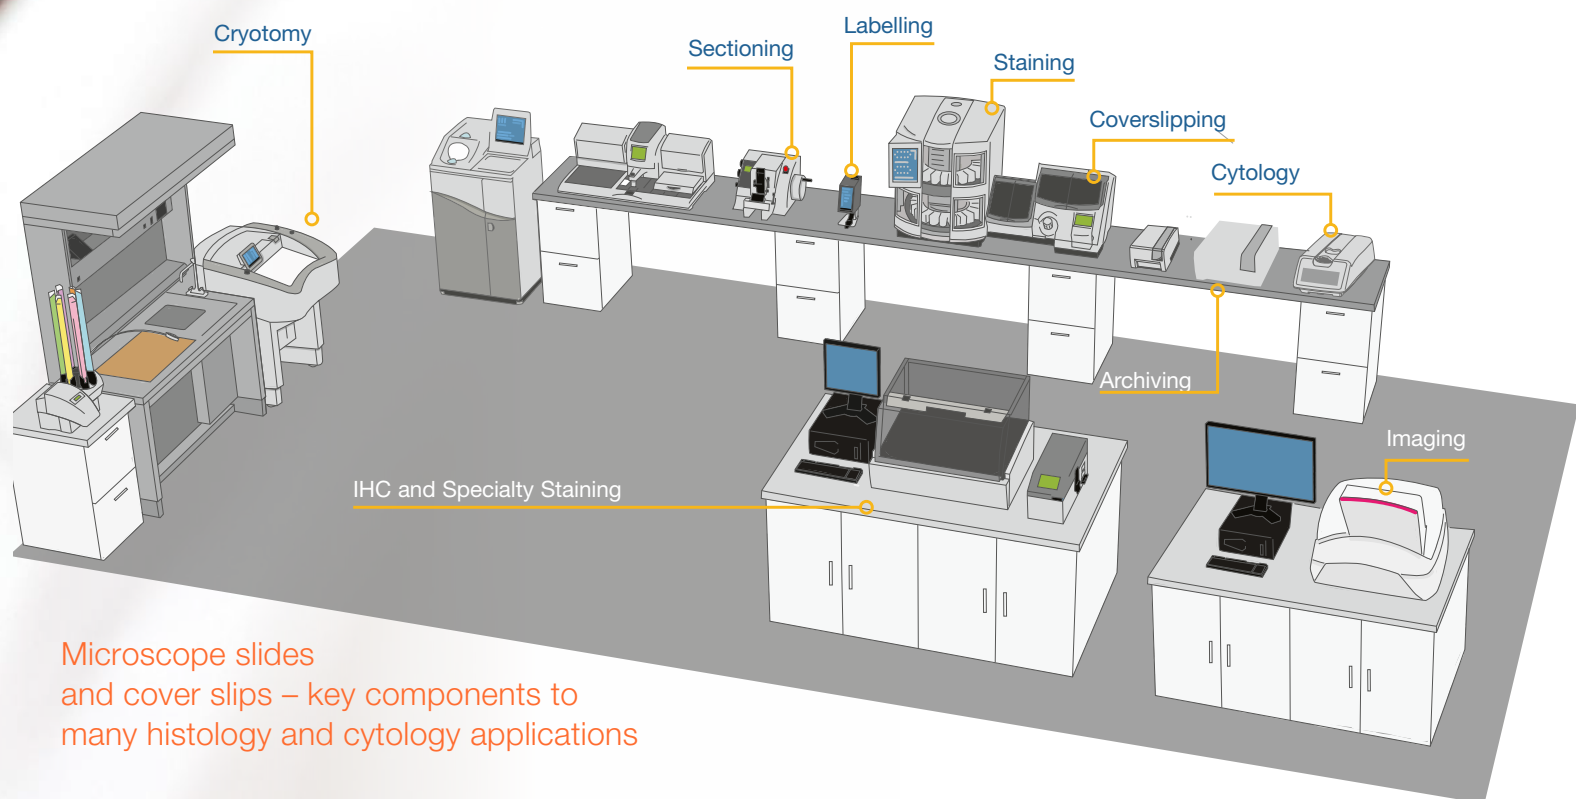 Cryotomy
Sectioning
Labelling
Staining
Coverslipping
Cytology
Archiving
Imaging
IHC and Specialty Staining
Microscope slides
and cover slips – key components to
many histology and cytology applications